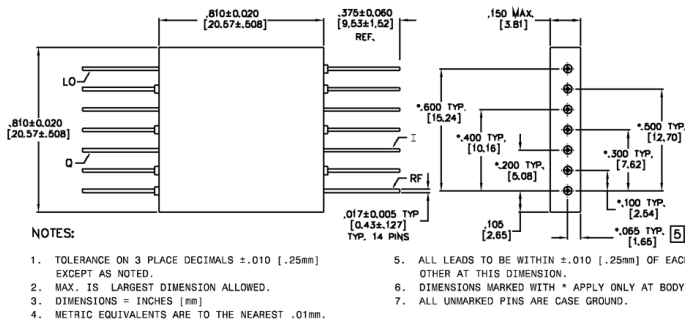 .810±0.020
[20.57±.508]
.375±0.060
[9,53±1,52]
REF.
,150 MAX.
[3.81]
LO
Q
I
RF
.810±0.020
[20.57±.508]
*.600 TYP.
[15.24]
*.400 TYP.
[10.16]
*.200 TYP.
[5.08]
*.500 TYP.
[12,70]
*.300 TYP.
[7.62]
*.100 TYP.
[2.54]
*.065 TYP.
[1.65]
5
.105
[2.65]
,017±0.005 TYP
[0.43±.127]
TYP. 14 PINS
NOTES:
1. TOLERANCE ON 3 PLACE DECIMALS ±.010 [.25mm]
EXCEPT AS NOTED.
2. MAX. IS LARGEST DIMENSION ALLOWED.
3. DIMENSIONS = INCHES [mm]
4. METRIC EQUIVALENTS ARE TO THE NEAREST .01mm.
5. ALL LEADS TO BE WITHIN ±.010 [.25mm] OF EAC
OTHER AT THIS DIMENSION.
6. DIMENSIONS MARKED WITH * APPLY ONLY AT BODY
7. ALL UNMARKED PINS ARE CASE GROUND.